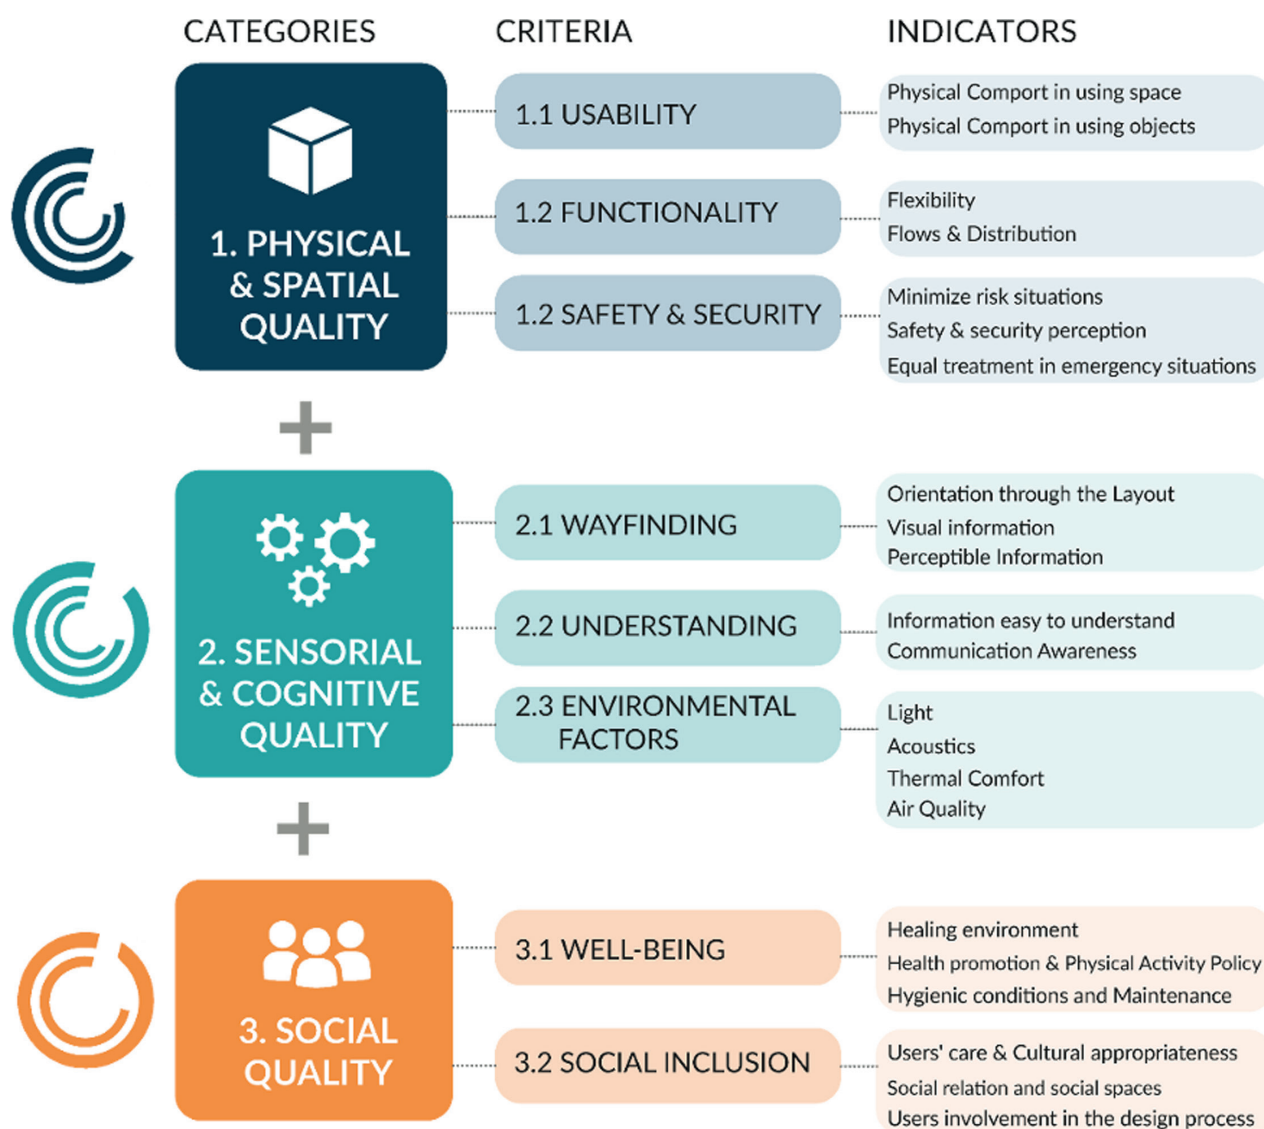 CATEGORIES
CRITERIA
INDICATORS
1. PHYSICAL
& SPATIAL
QUALITY
1.1 USABILITY
Physical Comport in using space
Physical Comport in using objects
1.2 FUNCTIONALITY
Flexibility
Flows & Distribution
1.2 SAFETY & SECURITY
Minimize risk situations
Safety & security perception
Equal treatment in emergency situations
+
2. SENSORIAL
& COGNITIVE
QUALITY
2.1 WAYFINDING
Orientation through the Layout
Visual information
Perceptible Information
2.2 UNDERSTANDING
Information easy to understand
Communication Awareness
2.3 ENVIRONMENTAL
FACTORS
Light
Acoustics
Thermal Comfort
Air Quality
+
3. SOCIAL
QUALITY
3.1 WELL-BEING
Healing environment
Health promotion & Physical Activity Policy
Hygienic conditions and Maintenance
3.2 SOCIAL INCLUSION
Users' care & Cultural appropriateness
Social relation and social spaces
Users involvement in the design process